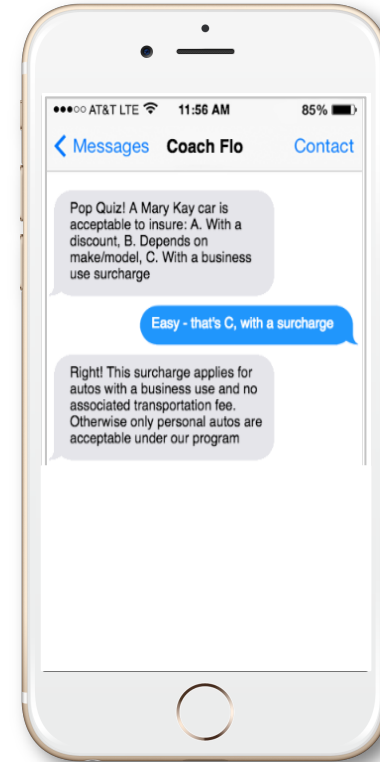 AT&T LTE 11:56 AM 85%
Messages Coach Flo Contact
Pop Quiz! A Mary Kay car is
acceptable to insure: A. With a
discount, B. Depends on
make/model, C. With a business
use surcharge
Easy - that's C, with a surcharge
Right! This surcharge applies for
autos with a business use and no
associated transportation fee.
Otherwise only personal autos are
acceptable under our program